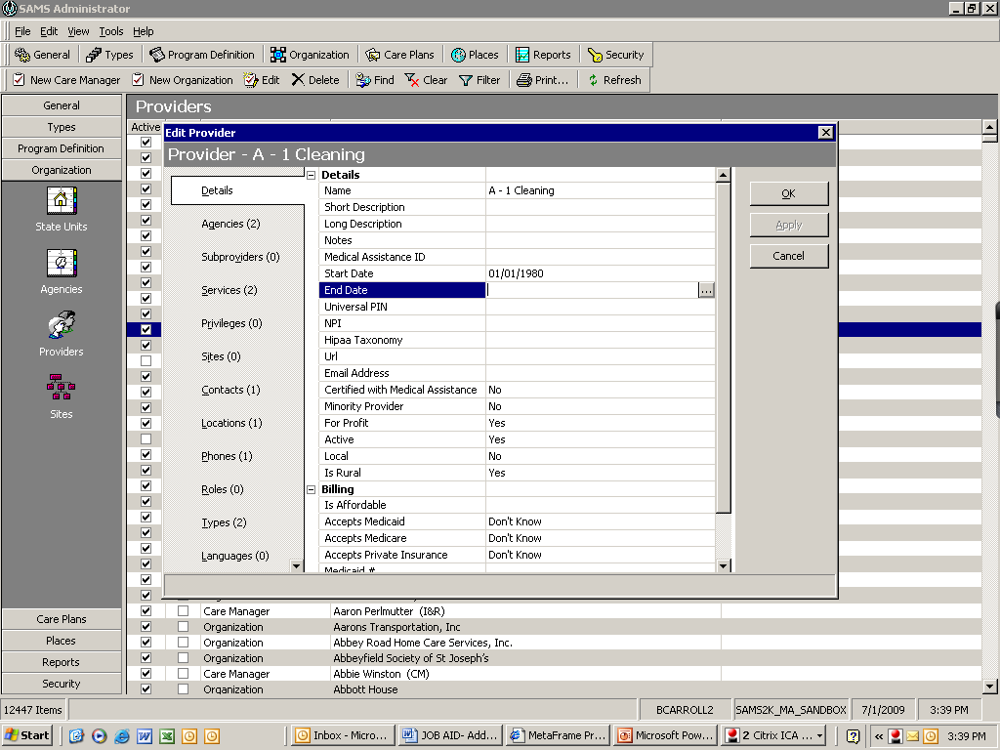 SAMS Administrator
File Edit View Tools Help
General Types Program Definition Organization Care Plans Places Reports Security
New Care Manager New Organization Edit Delete Find Clear Filter Print... Refresh
General
Types
Program Definition
Organization
State Units
Agencies
Providers
Sites
Care Plans
Places
Reports
Security
Providers
Active
Edit Provider
Provider - A - 1 Cleaning
Details
Agencies (2)
Subproviders (0)
Services (2)
Privileges (0)
Sites (0)
Contacts (1)
Locations (1)
Phones (1)
Roles (0)
Types (2)
Languages (0)
Details
Name A - 1 Cleaning
Short Description
Long Description
Notes
Medical Assistance ID
Start Date 01/01/1980
End Date ...
Universal PIN
NPI
Hipaa Taxonomy
Url
Email Address
Certified with Medical Assistance No
Minority Provider No
For Profit Yes
Active Yes
Local No
Is Rural Yes
Billing
Is Affordable
Accepts Medicaid Don't Know
Accepts Medicare Don't Know
Accepts Private Insurance Don't Know
Medicaid #
OK
Apply
Cancel
Care Manager Aaron Perlmutter (I&R)
Organization Aarons Transportation, Inc
Organization Abbey Road Home Care Services, Inc.
Organization Abbeyfield Society of St Joseph's
Care Manager Abbie Winston (CM)
Organization Abbott House
12447 Items BCARROLL2 SAMS2K_MA_SANDBOX 7/1/2009 3:39 PM
Start Inbox - Micro... JOB AID- Add... MetaFrame Pr... Microsoft Pow... 2 Citrix ICA ... « 3:39 PM